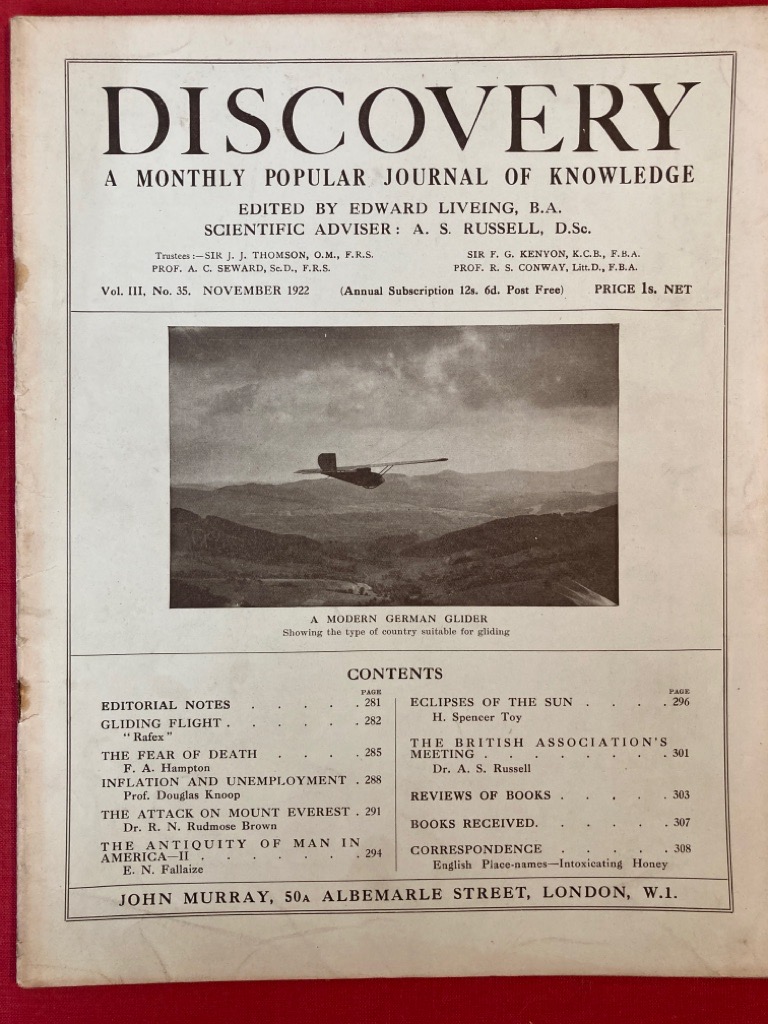 DISCOVERY
A MONTHLY POPULAR JOURNAL OF KNOWLEDGE
EDITED BY EDWARD LIVEING, B.A.
SCIENTIFIC ADVISER: A. S. RUSSELL, D.Sc.
Trustees:—SIR J. J. THOMSON, O.M., F.R.S.
PROF. A. C. SEWARD, Sc.D., F.R.S.
SIR F. G. KENYON, K.C.B., F.B.A.
PROF. R. S. CONWAY, Litt.D., F.B.A.
Vol. III, No. 35. NOVEMBER 1922 (Annual Subscription 12s. 6d. Post Free) PRICE 1s. NET
A MODERN GERMAN GLIDER
Showing the type of country suitable for gliding
CONTENTS
PAGE
EDITORIAL NOTES . . . . . 281
GLIDING FLIGHT . . . . . . 282
"Rafex"
THE FEAR OF DEATH . . . . 285
F. A. Hampton
INFLATION AND UNEMPLOYMENT . 288
Prof. Douglas Knoop
THE ATTACK ON MOUNT EVEREST . 291
Dr. R. N. Rudmose Brown
THE ANTIQUITY OF MAN IN
AMERICA—II . . . . . . . 294
E. N. Fallaize
PAGE
ECLIPSES OF THE SUN . . . . 296
H. Spencer Toy
THE BRITISH ASSOCIATION'S
MEETING . . . . . . . . 301
Dr. A. S. Russell
REVIEWS OF BOOKS . . . . . 303
BOOKS RECEIVED. . . . . . 307
CORRESPONDENCE . . . . . 308
English Place-names—Intoxicating Honey
JOHN MURRAY, 50A ALBEMARLE STREET, LONDON, W.1.